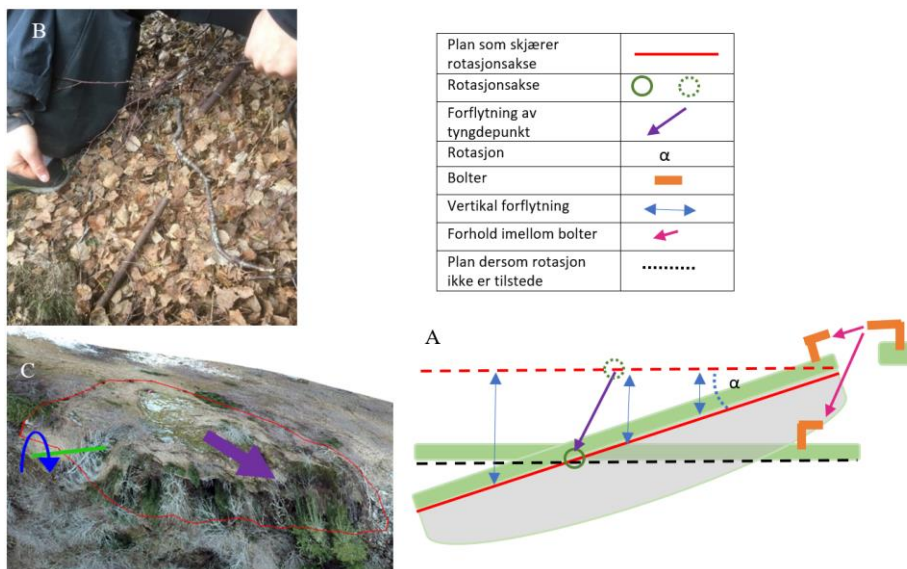 B
Plan som skjærer
rotasjonsakse
Rotasjonsakse
Forflytning av
tyngdepunkt
Rotasjon
α
Bolter
Vertikal forflytning
Forhold imellom bolter
Plan dersom rotasjon
ikke er tilstede
A
α
C